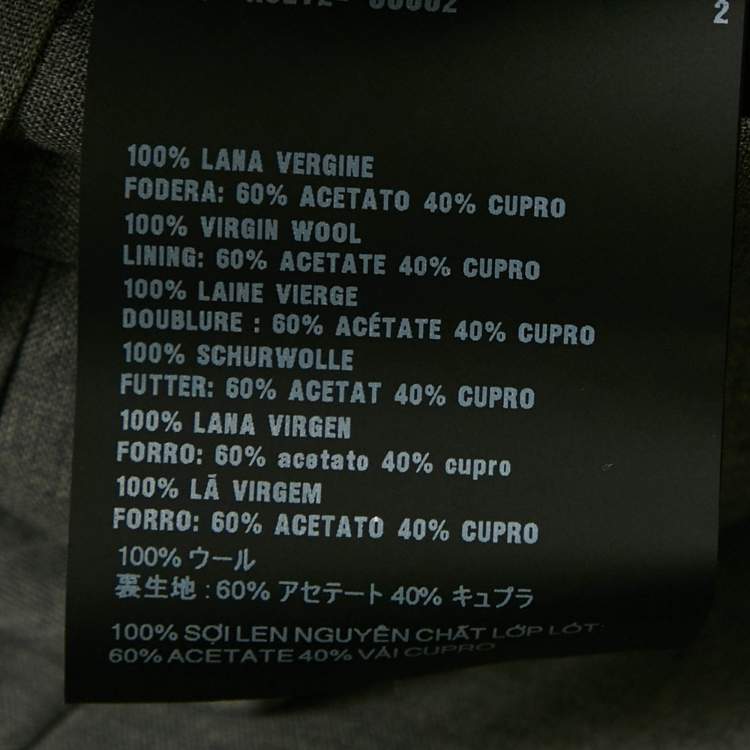 2
100% LANA VERGINE
FODERA: 60% ACETATO 40% CUPRO
100% VIRGIN WOOL
LINING: 60% ACETATE 40% CUPRO
100% LAINE VIERGE
DOUBLURE : 60% ACÉTATE 40% CUPRO
100% SCHURWOLLE
FUTTER: 60% ACETAT 40% CUPRO
100% LANA VIRGEN
FORRO: 60% acetato 40% cupro
100% LÃ VIRGEM
FORRO: 60% ACETATO 40% CUPRO
100% ウール
裏生地 : 60% アセテート 40% キュプラ
100% SỢI LEN NGUYÊN CHẤT LỚP LÓT
60% ACETATE 40% VẢI CUPRO